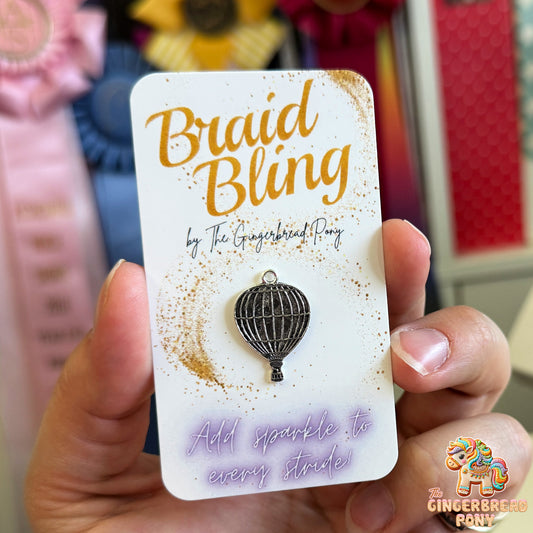 Braid
Bling
by The Gingerbread Pony
Add sparkle to
every stride!
The
GINGERBREAD
PONY